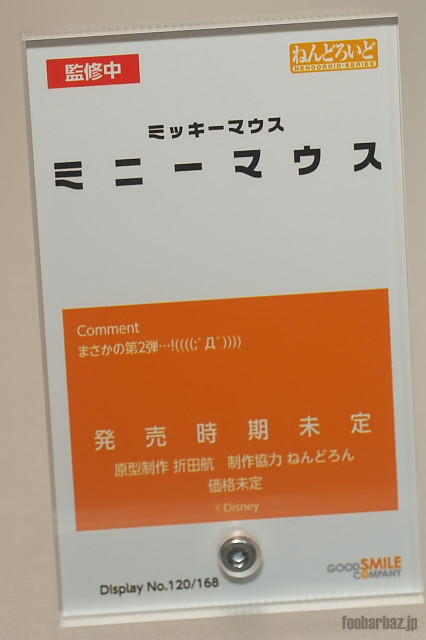 監修中
ねんどろいど
NENDOROID-SERIES
ミッキーマウス
ミニーマウス
Comment
まさかの第2弾…!((((;ﾟДﾟ))))
発売時期未定
原型制作 折田航　制作協力 ねんどろん
価格未定
©Disney
GOOD SMILE
COMPANY
Display No.120/168
foobarbaz.jp